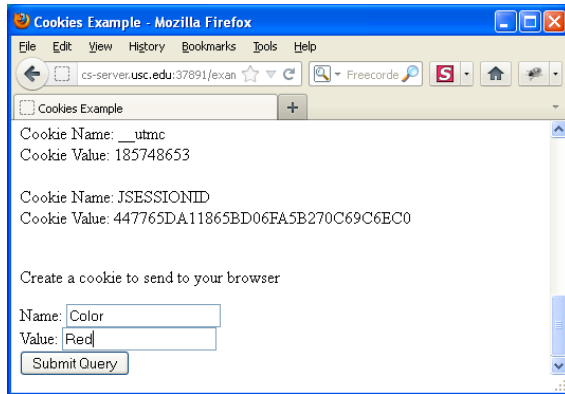 Cookies Example - Mozilla Firefox
File Edit View History Bookmarks Tools Help
cs-server.usc.edu:37891/exan Freecorde S
Cookies Example +
Cookie Name: __utmc
Cookie Value: 185748653
Cookie Name: JSESSIONID
Cookie Value: 447765DA11865BD06FA5B270C69C6EC0
Create a cookie to send to your browser
Name: Color
Value: Red
Submit Query